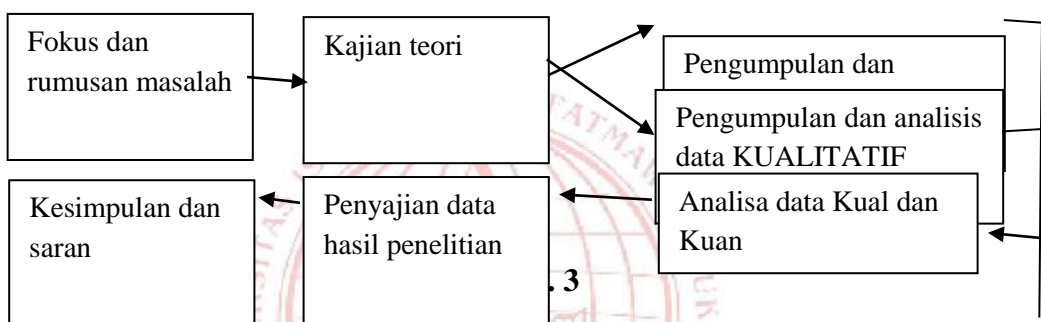 Fokus dan
rumusan masalah
Kajian teori
Pengumpulan dan
Pengumpulan dan analisis
data KUALITATIF
Kesimpulan dan
saran
Penyajian data
hasil penelitian
Analisa data Kual dan
Kuan
. 3